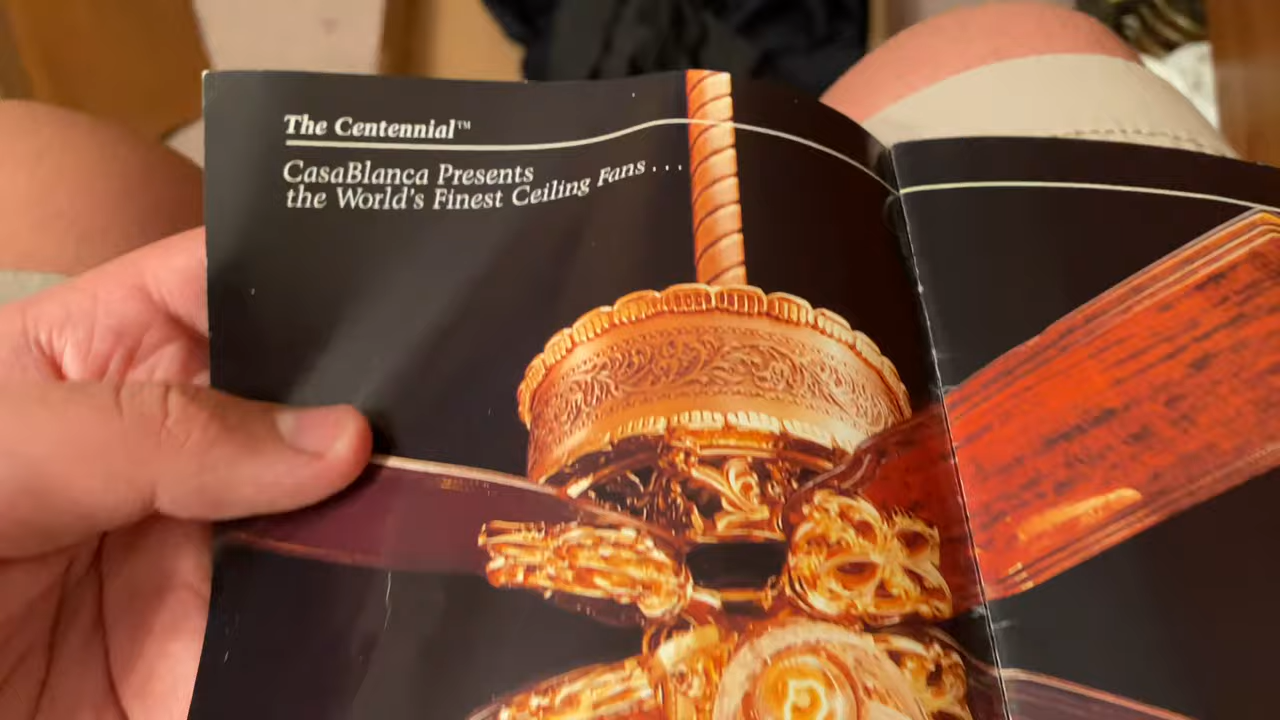 The Centennial™
CasaBlanca Presents
the World's Finest Ceiling Fans . . .